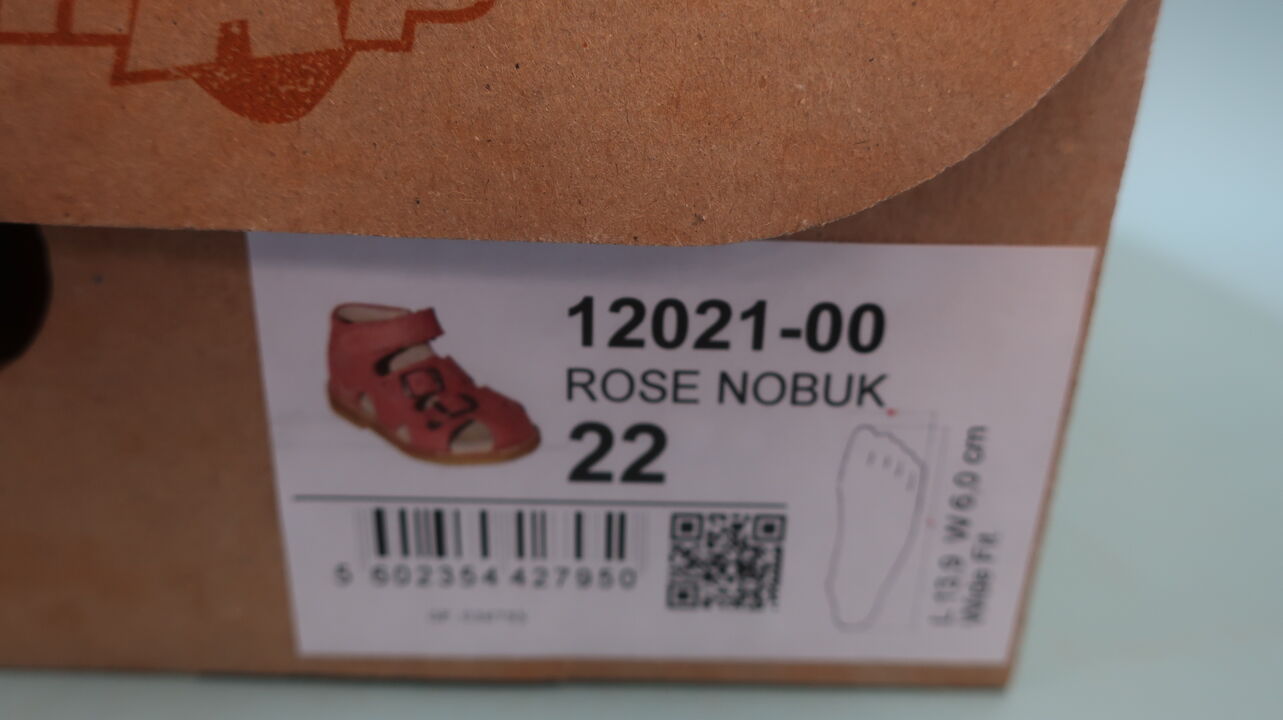 12021-00
ROSE NOBUK
22
5 602354 427950
L 13.9 W 6.0 cm
Wide Fit